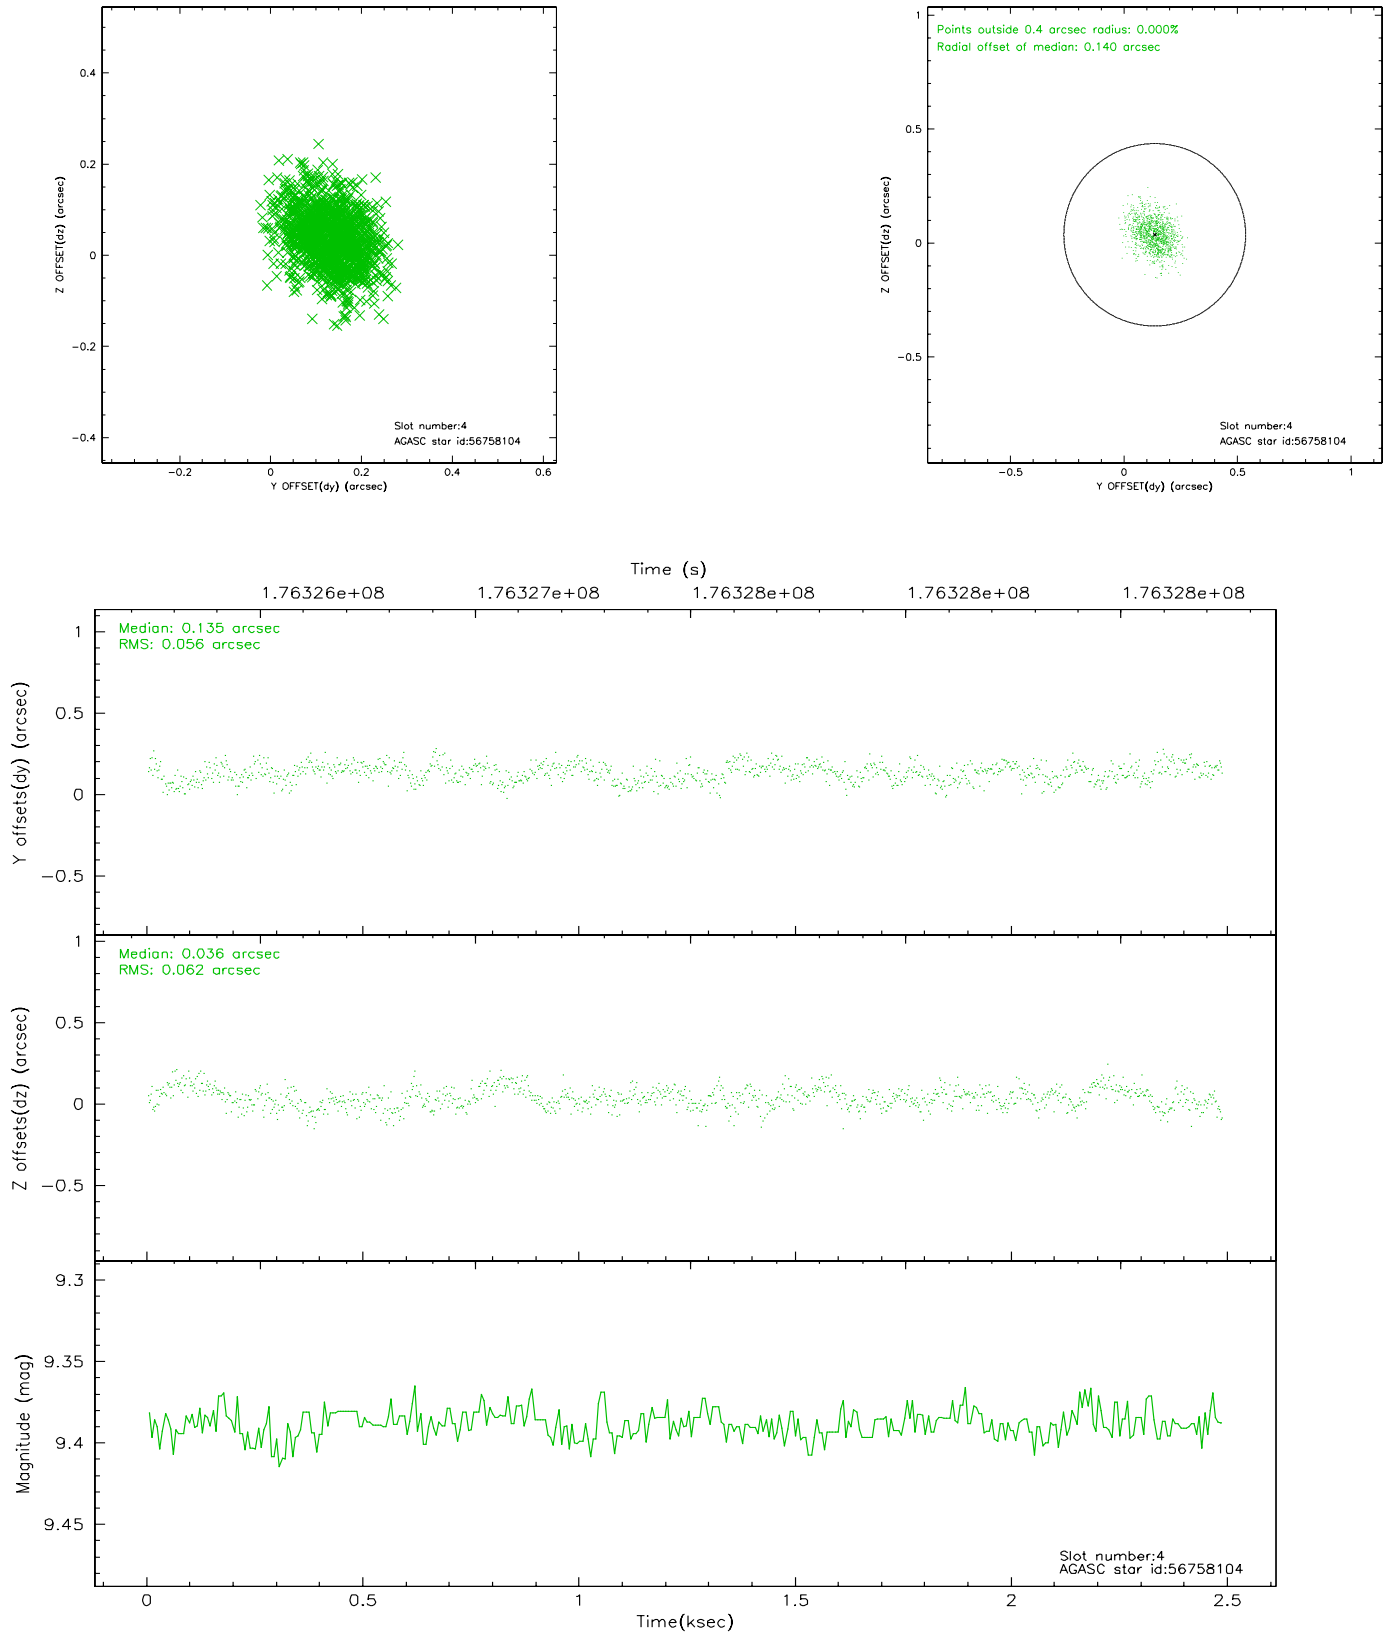 0.4
0.2
0
−0.2
−0.4
Z OFFSET(dz) (arcsec)
Slot number:4
AGASC star id:56758104
−0.2 0 0.2 0.4 0.6
Y OFFSET(dy) (arcsec)
Points outside 0.4 arcsec radius: 0.000%
Radial offset of median: 0.140 arcsec
1
0.5
0
−0.5
Z OFFSET(dz) (arcsec)
Slot number:4
AGASC star id:56758104
−0.5 0 0.5 1
Y OFFSET(dy) (arcsec)
Time (s)
1.76326e+08 1.76327e+08 1.76328e+08 1.76328e+08 1.76328e+08
Median: 0.135 arcsec
RMS: 0.056 arcsec
1
0.5
0
−0.5
Y offsets(dy) (arcsec)
Median: 0.036 arcsec
RMS: 0.062 arcsec
1
0.5
0
−0.5
Z offsets(dz) (arcsec)
9.3
9.35
9.4
9.45
Magnitude (mag)
Slot number:4
AGASC star id:56758104
0 0.5 1 1.5 2 2.5
Time(ksec)